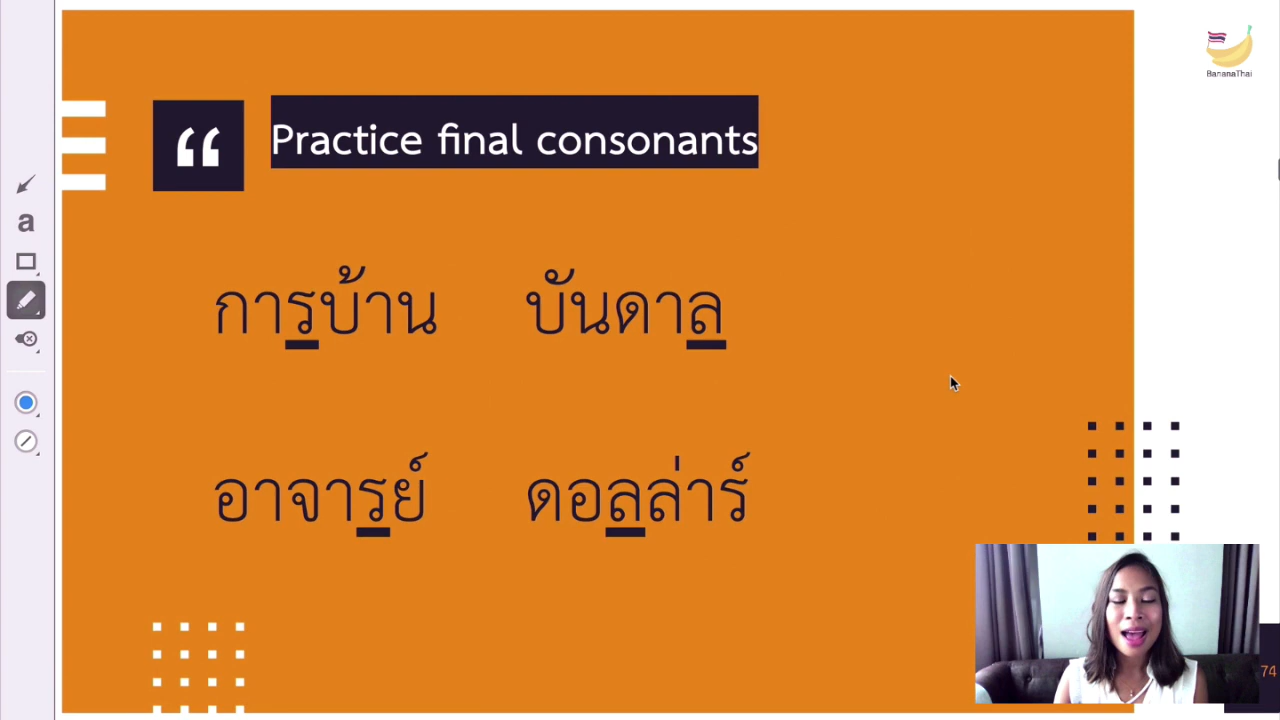 BananaThai
“ Practice final consonants
การบ้าน บันดาล
อาจารย์ ดอลล่าร์
74
a